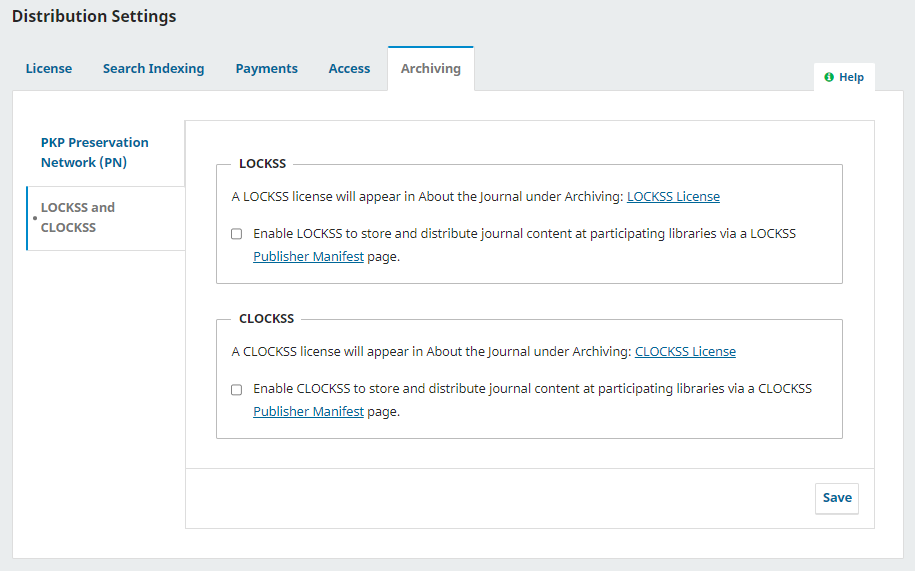 Distribution Settings
License Search Indexing Payments Access Archiving
Help
PKP Preservation
Network (PN)
LOCKSS and
CLOCKSS
LOCKSS
A LOCKSS license will appear in About the Journal under Archiving: LOCKSS License
Enable LOCKSS to store and distribute journal content at participating libraries via a LOCKSS
Publisher Manifest page.
CLOCKSS
A CLOCKSS license will appear in About the Journal under Archiving: CLOCKSS License
Enable CLOCKSS to store and distribute journal content at participating libraries via a CLOCKSS
Publisher Manifest page.
Save